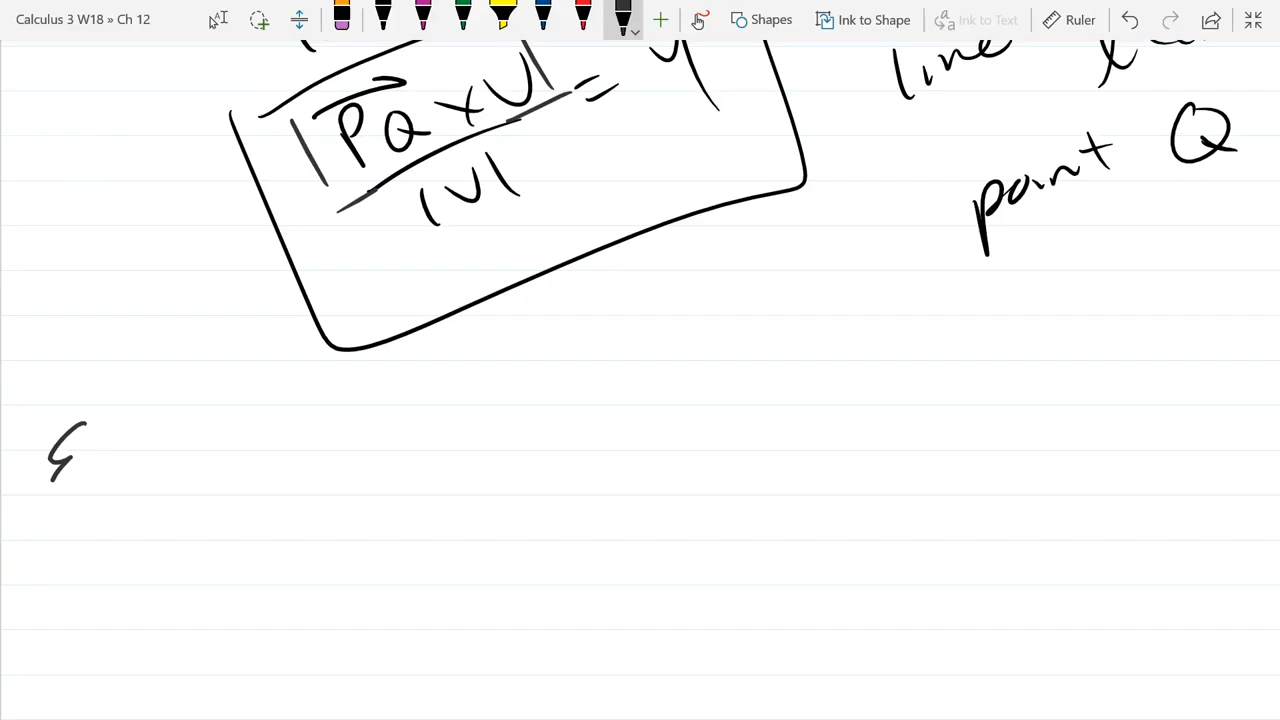 Calculus 3 W18 » Ch 12
Shapes
Ink to Shape
Ink to Text
Ruler
|PQ × V| = d
|V|
line
point Q